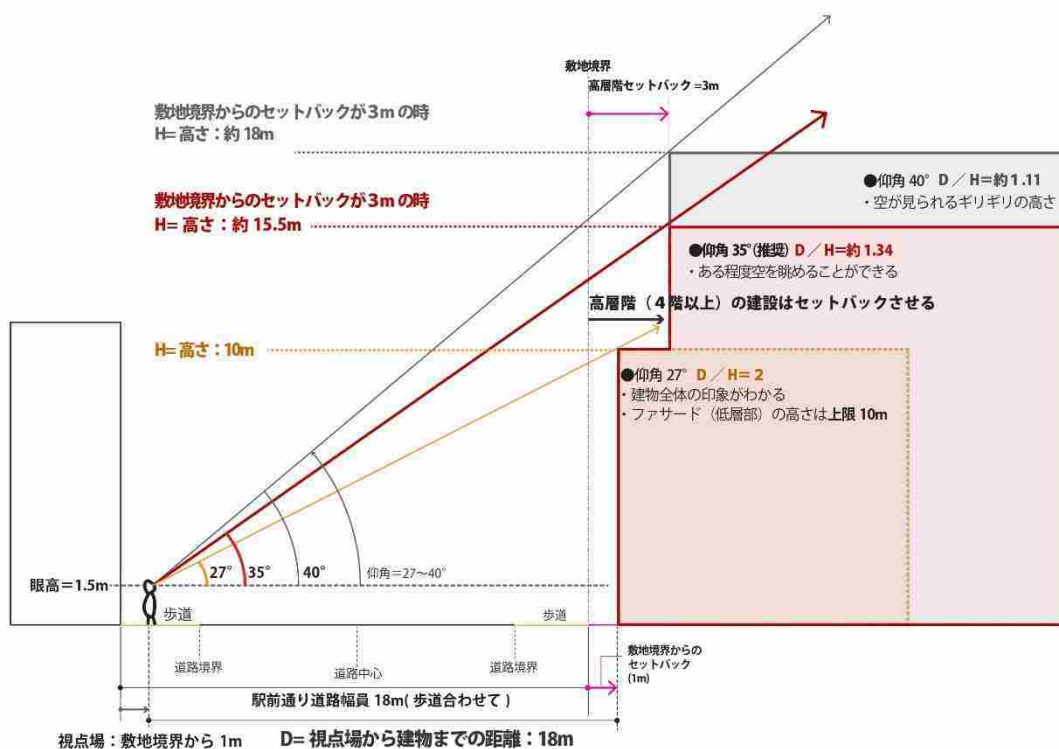 敷地境界
高層階セットバック =3m
敷地境界からのセットバックが3mの時
H= 高さ：約 18m
●仰角 40° D ／ H＝約 1.11
・空が見られるギリギリの高さ
敷地境界からのセットバックが3mの時
H= 高さ：約 15.5m
●仰角 35°(推奨) D ／ H＝約 1.34
・ある程度空を眺めることができる
高層階（４階以上）の建設はセットバックさせる
H= 高さ：10m
●仰角 27° D ／ H＝ 2
・建物全体の印象がわかる
・ファサード（低層部）の高さは上限 10m
眼高＝1.5m
27°
35°
40°
仰角＝27～40°
歩道
歩道
道路境界
道路中心
道路境界
敷地境界からの
セットバック
(1m)
駅前通り道路幅員 18m( 歩道合わせて )
視点場：敷地境界から 1m
D= 視点場から建物までの距離：18m